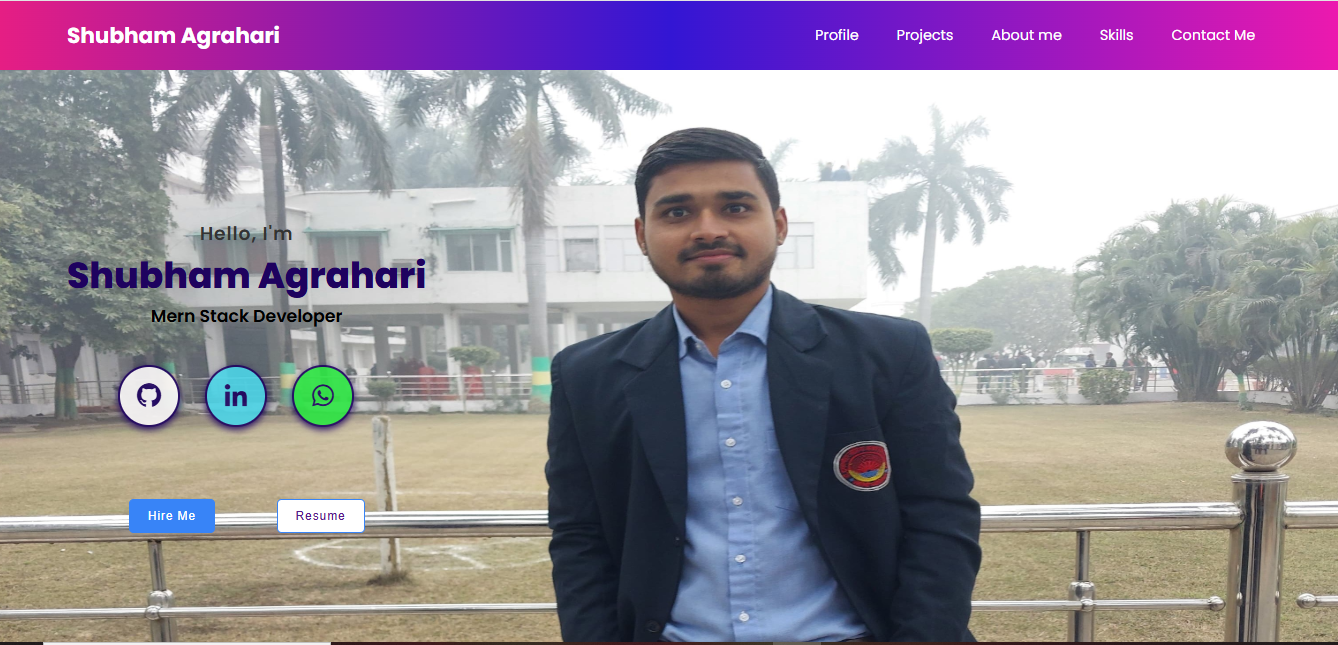 Shubham Agrahari
Profile Projects About me Skills Contact Me
Hello, I'm
Shubham Agrahari
Mern Stack Developer
in
Hire Me Resume